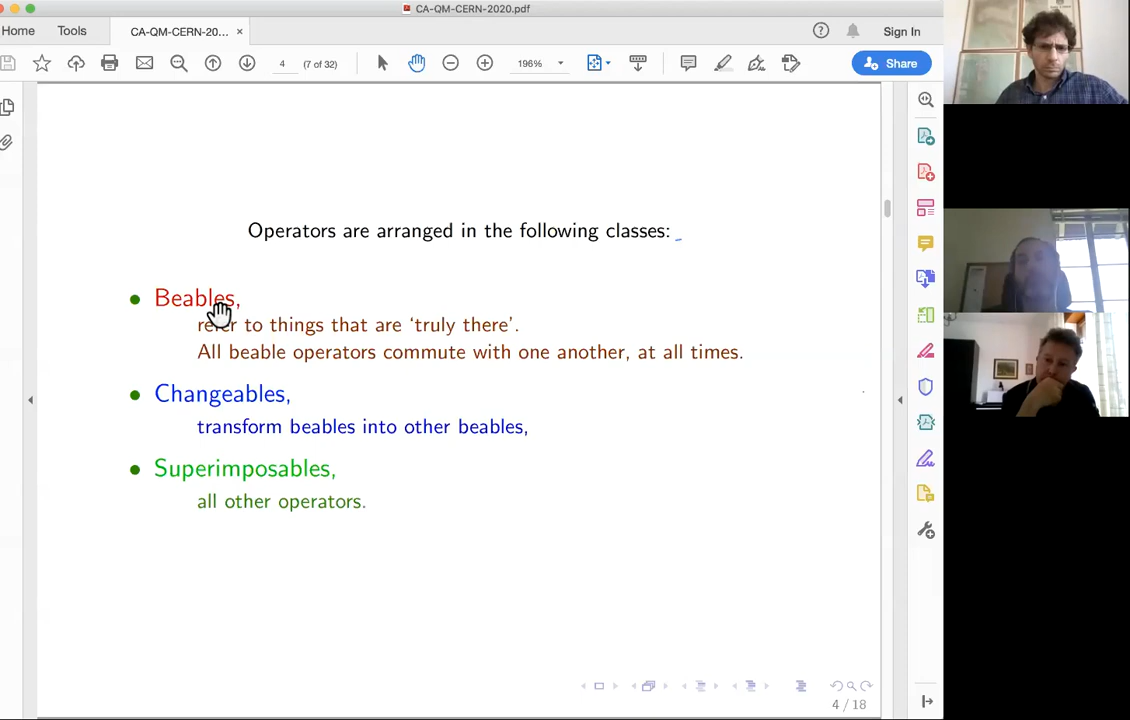 CA-QM-CERN-2020.pdf
Home Tools CA-QM-CERN-20... × Sign In
4 (7 of 32) 196% Share
Operators are arranged in the following classes:
• Beables,
refer to things that are ‘truly there’.
All beable operators commute with one another, at all times.
• Changeables,
transform beables into other beables,
• Superimposables,
all other operators.
4 / 18